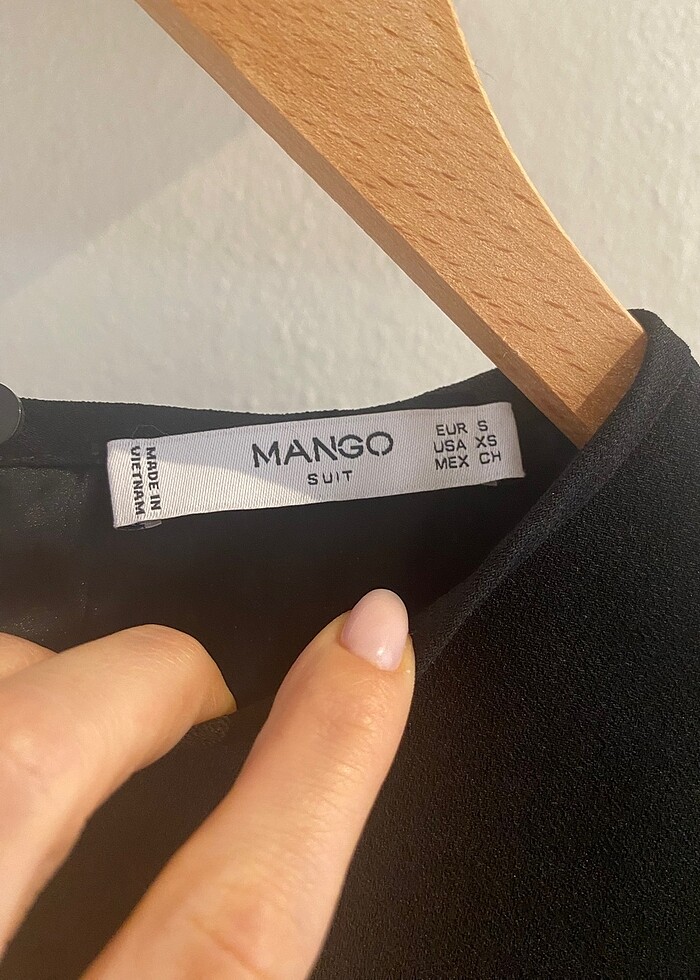 MADE IN
VIETNAM
MANGO
SUIT
EUR S
USA XS
MEX CH